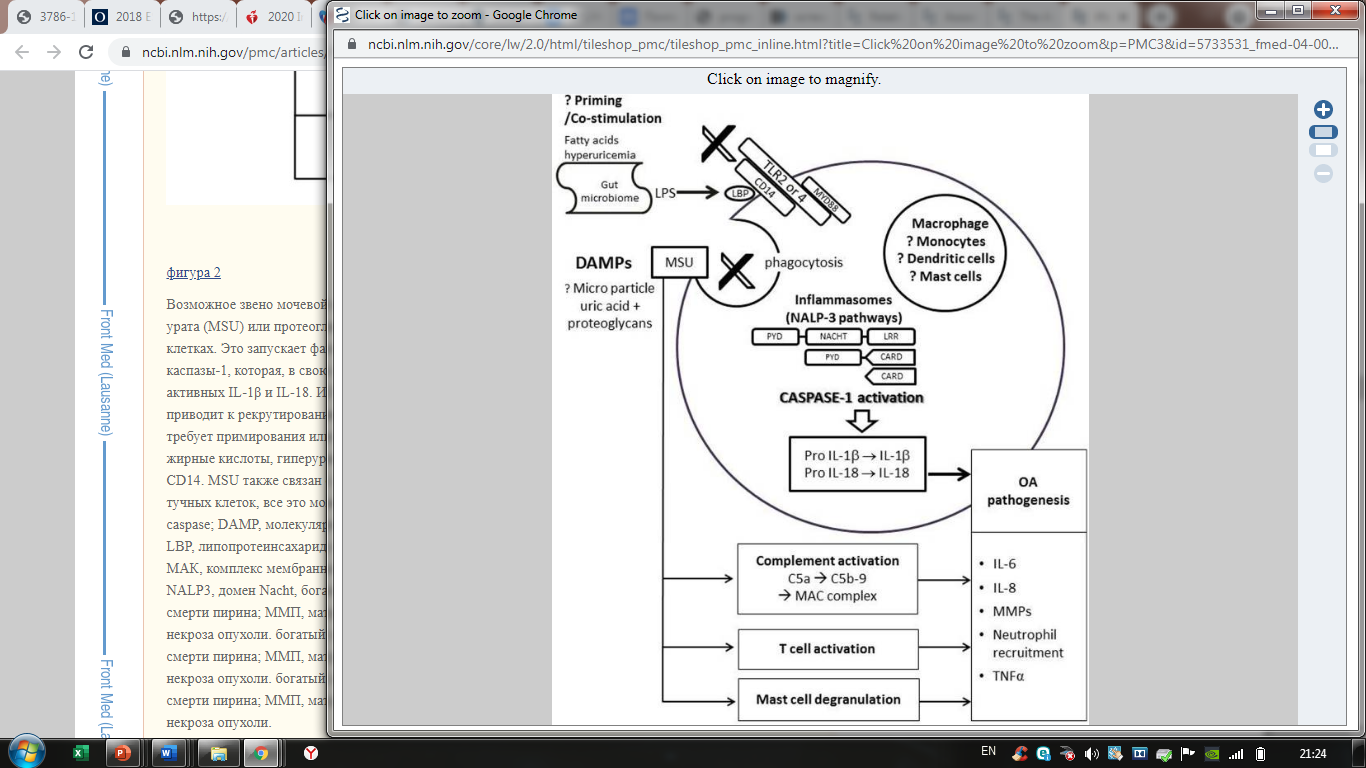 3786-1
2018 E
https:/
2020 I
Click on image to zoom - Google Chrome
ncbi.nlm.nih.gov/pmc/articles/
ncbi.nlm.nih.gov/core/lw/2.0/html/tileshop_pmc/tileshop_pmc_inline.html?title=Click%20on%20image%20to%20zoom&p=PMC3&id=5733531_fmed-04-00...
Click on image to magnify.
фигура 2
Возможное звено мочевой
урата (MSU) или протеогл
клетках. Это запускает фа
каспазы-1, которая, в свою
активных IL-1β и IL-18. И
приводит к рекрутировани
требует примирования или
жирные кислоты, гиперур
CD14. MSU также связан
тучных клеток, все это мо
caspase; DAMP, молекуляр
LBP, липопротеинсахарид
МАК, комплекс мембранн
NALP3, домен Nacht, бога
смерти пирина; ММП, мат
некроза опухоли. богатый
смерти пирина; ММП, мат
некроза опухоли. богатый
смерти пирина; ММП, мат
некроза опухоли.
Front Med (Lausanne)
Front Med (La
ne)
? Priming
/Co-stimulation
Fatty acids
hyperuricemia
Gut
microbiome
LPS
LBP
TLR2 or 4
CD14
MYD88
Macrophage
? Monocytes
? Dendritic cells
? Mast cells
DAMPs
MSU
phagocytosis
? Micro particle
uric acid +
proteoglycans
Inflammasomes
(NALP-3 pathways)
PYD
NACHT
LRR
PYD
CARD
CARD
CASPASE-1 activation
Pro IL-1β → IL-1β
Pro IL-18 → IL-18
OA
pathogenesis
Complement activation
C5a → C5b-9
→ MAC complex
T cell activation
Mast cell degranulation
• IL-6
• IL-8
• MMPs
• Neutrophil
recruitment
• TNFα
EN
21:24